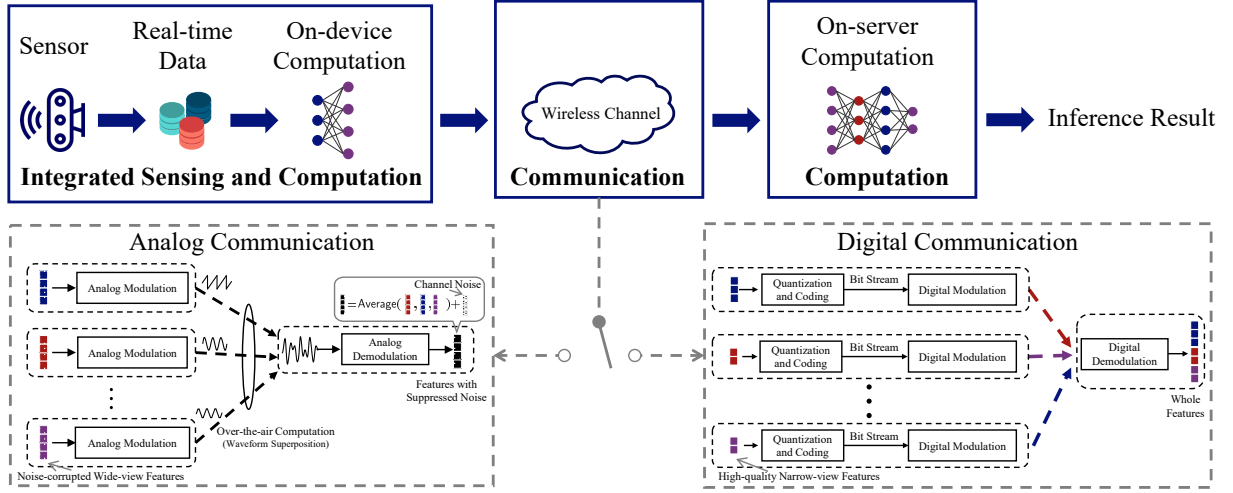 Sensor
Real-time
Data
On-device
Computation
Integrated Sensing and Computation
Wireless Channel
Communication
On-server
Computation
Computation
Inference Result
Analog Communication
Analog Modulation
Analog Modulation
Analog Modulation
Noise-corrupted Wide-view Features
Over-the-air Computation
(Waveform Superposition)
Channel Noise
=Average( , , )+
Analog
Demodulation
Features with
Suppressed Noise
Digital Communication
Quantization
and Coding
Bit Stream
Digital Modulation
Quantization
and Coding
Bit Stream
Digital Modulation
Quantization
and Coding
Bit Stream
Digital Modulation
High-quality Narrow-view Features
Digital
Demodulation
Whole
Features